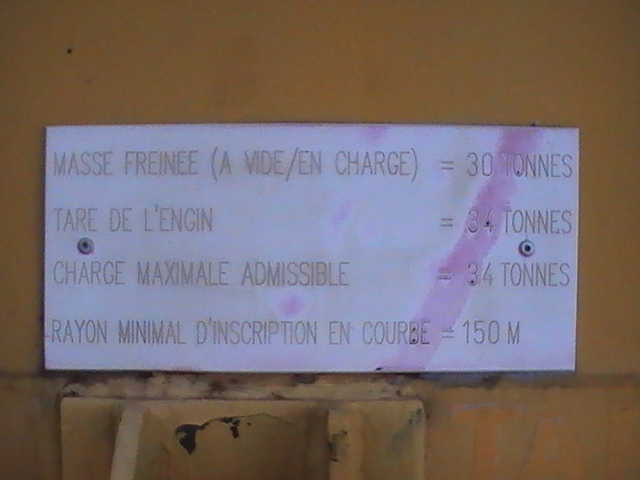 MASSE FREINEE (A VIDE/EN CHARGE) = 30 TONNES
TARE DE L'ENGIN = 34 TONNES
CHARGE MAXIMALE ADMISSIBLE = 34 TONNES
RAYON MINIMAL D'INSCRIPTION EN COURBE = 150 M